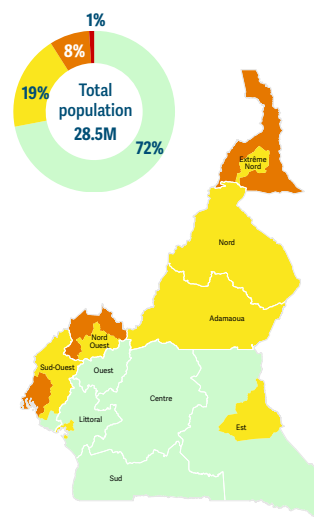 1%
8%
19%
Total
population
28.5M
72%
Extrême
Nord
Nord
Adamaoua
Nord
Ouest
Sud-Ouest
Ouest
Centre
Littoral
Est
Sud